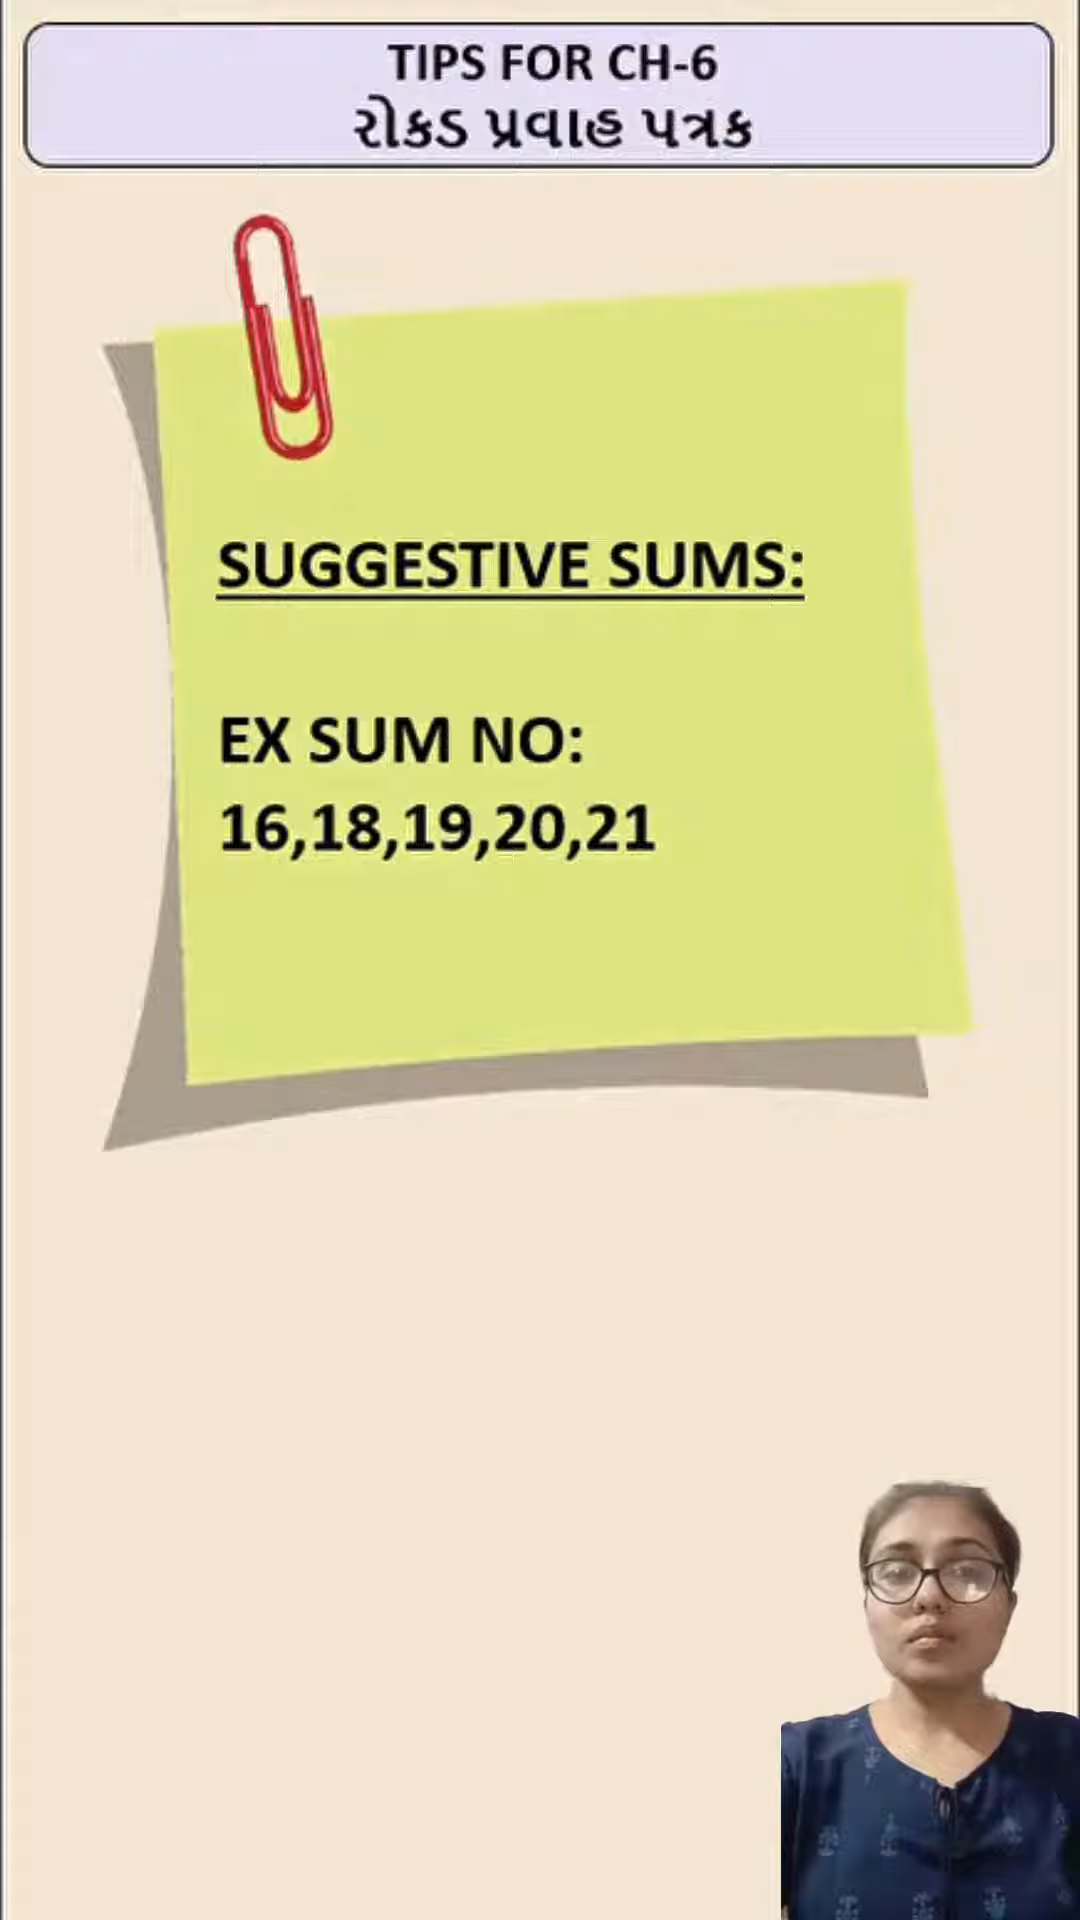 TIPS FOR CH-6
રોકડ પ્રવાહ પત્રક
SUGGESTIVE SUMS:
EX SUM NO:
16,18,19,20,21